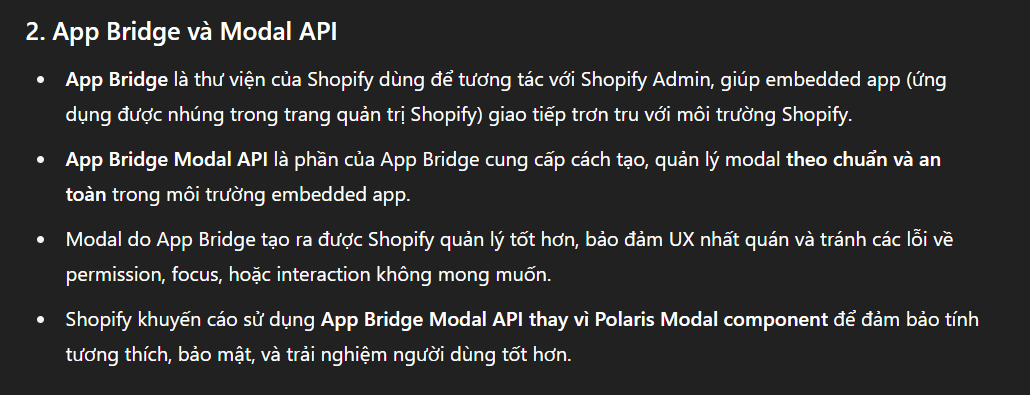 2. App Bridge và Modal API
App Bridge là thư viện của Shopify dùng để tương tác với Shopify Admin, giúp embedded app (ứng
dụng được nhúng trong trang quản trị Shopify) giao tiếp trơn tru với môi trường Shopify.
App Bridge Modal API là phần của App Bridge cung cấp cách tạo, quản lý modal theo chuẩn và an
toàn trong môi trường embedded app.
Modal do App Bridge tạo ra được Shopify quản lý tốt hơn, bảo đảm UX nhất quán và tránh các lỗi về
permission, focus, hoặc interaction không mong muốn.
Shopify khuyến cáo sử dụng App Bridge Modal API thay vì Polaris Modal component để đảm bảo tính
tương thích, bảo mật, và trải nghiệm người dùng tốt hơn.